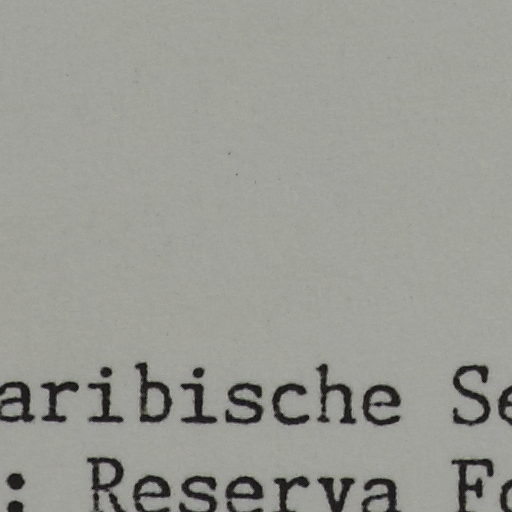 aribische Se
: Reserva Fo